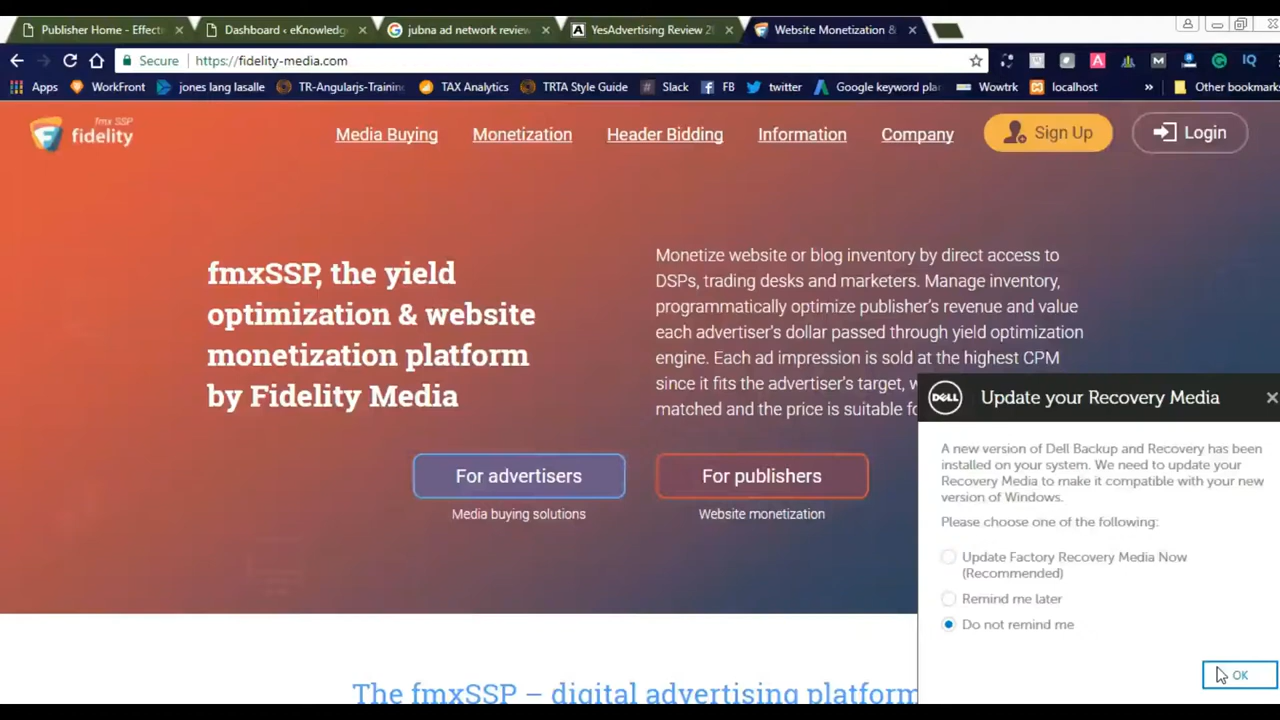 Publisher Home - Effecti
Dashboard ‹ eKnowledg
jubna ad network review
YesAdvertising Review 2
Website Monetization &
Secure
https://fidelity-media.com
Apps
WorkFront
jones lang lasalle
TR-Angularjs-Training
TAX Analytics
TRTA Style Guide
Slack
FB
twitter
Google keyword plan
Wowtrk
localhost
»
Other bookmarks
fmx SSP
fidelity
Media Buying
Monetization
Header Bidding
Information
Company
Sign Up
Login
fmxSSP, the yield
optimization & website
monetization platform
by Fidelity Media
Monetize website or blog inventory by direct access to
DSPs, trading desks and marketers. Manage inventory,
programmatically optimize publisher's revenue and value
each advertiser's dollar passed through yield optimization
engine. Each ad impression is sold at the highest CPM
since it fits the advertiser's target, w
matched and the price is suitable fo
For advertisers
Media buying solutions
For publishers
Website monetization
DELL
Update your Recovery Media
A new version of Dell Backup and Recovery has been
installed on your system. We need to update your
Recovery Media to make it compatible with your new
version of Windows.
Please choose one of the following:
Update Factory Recovery Media Now
(Recommended)
Remind me later
Do not remind me
OK
The fmxSSP – digital advertising platform